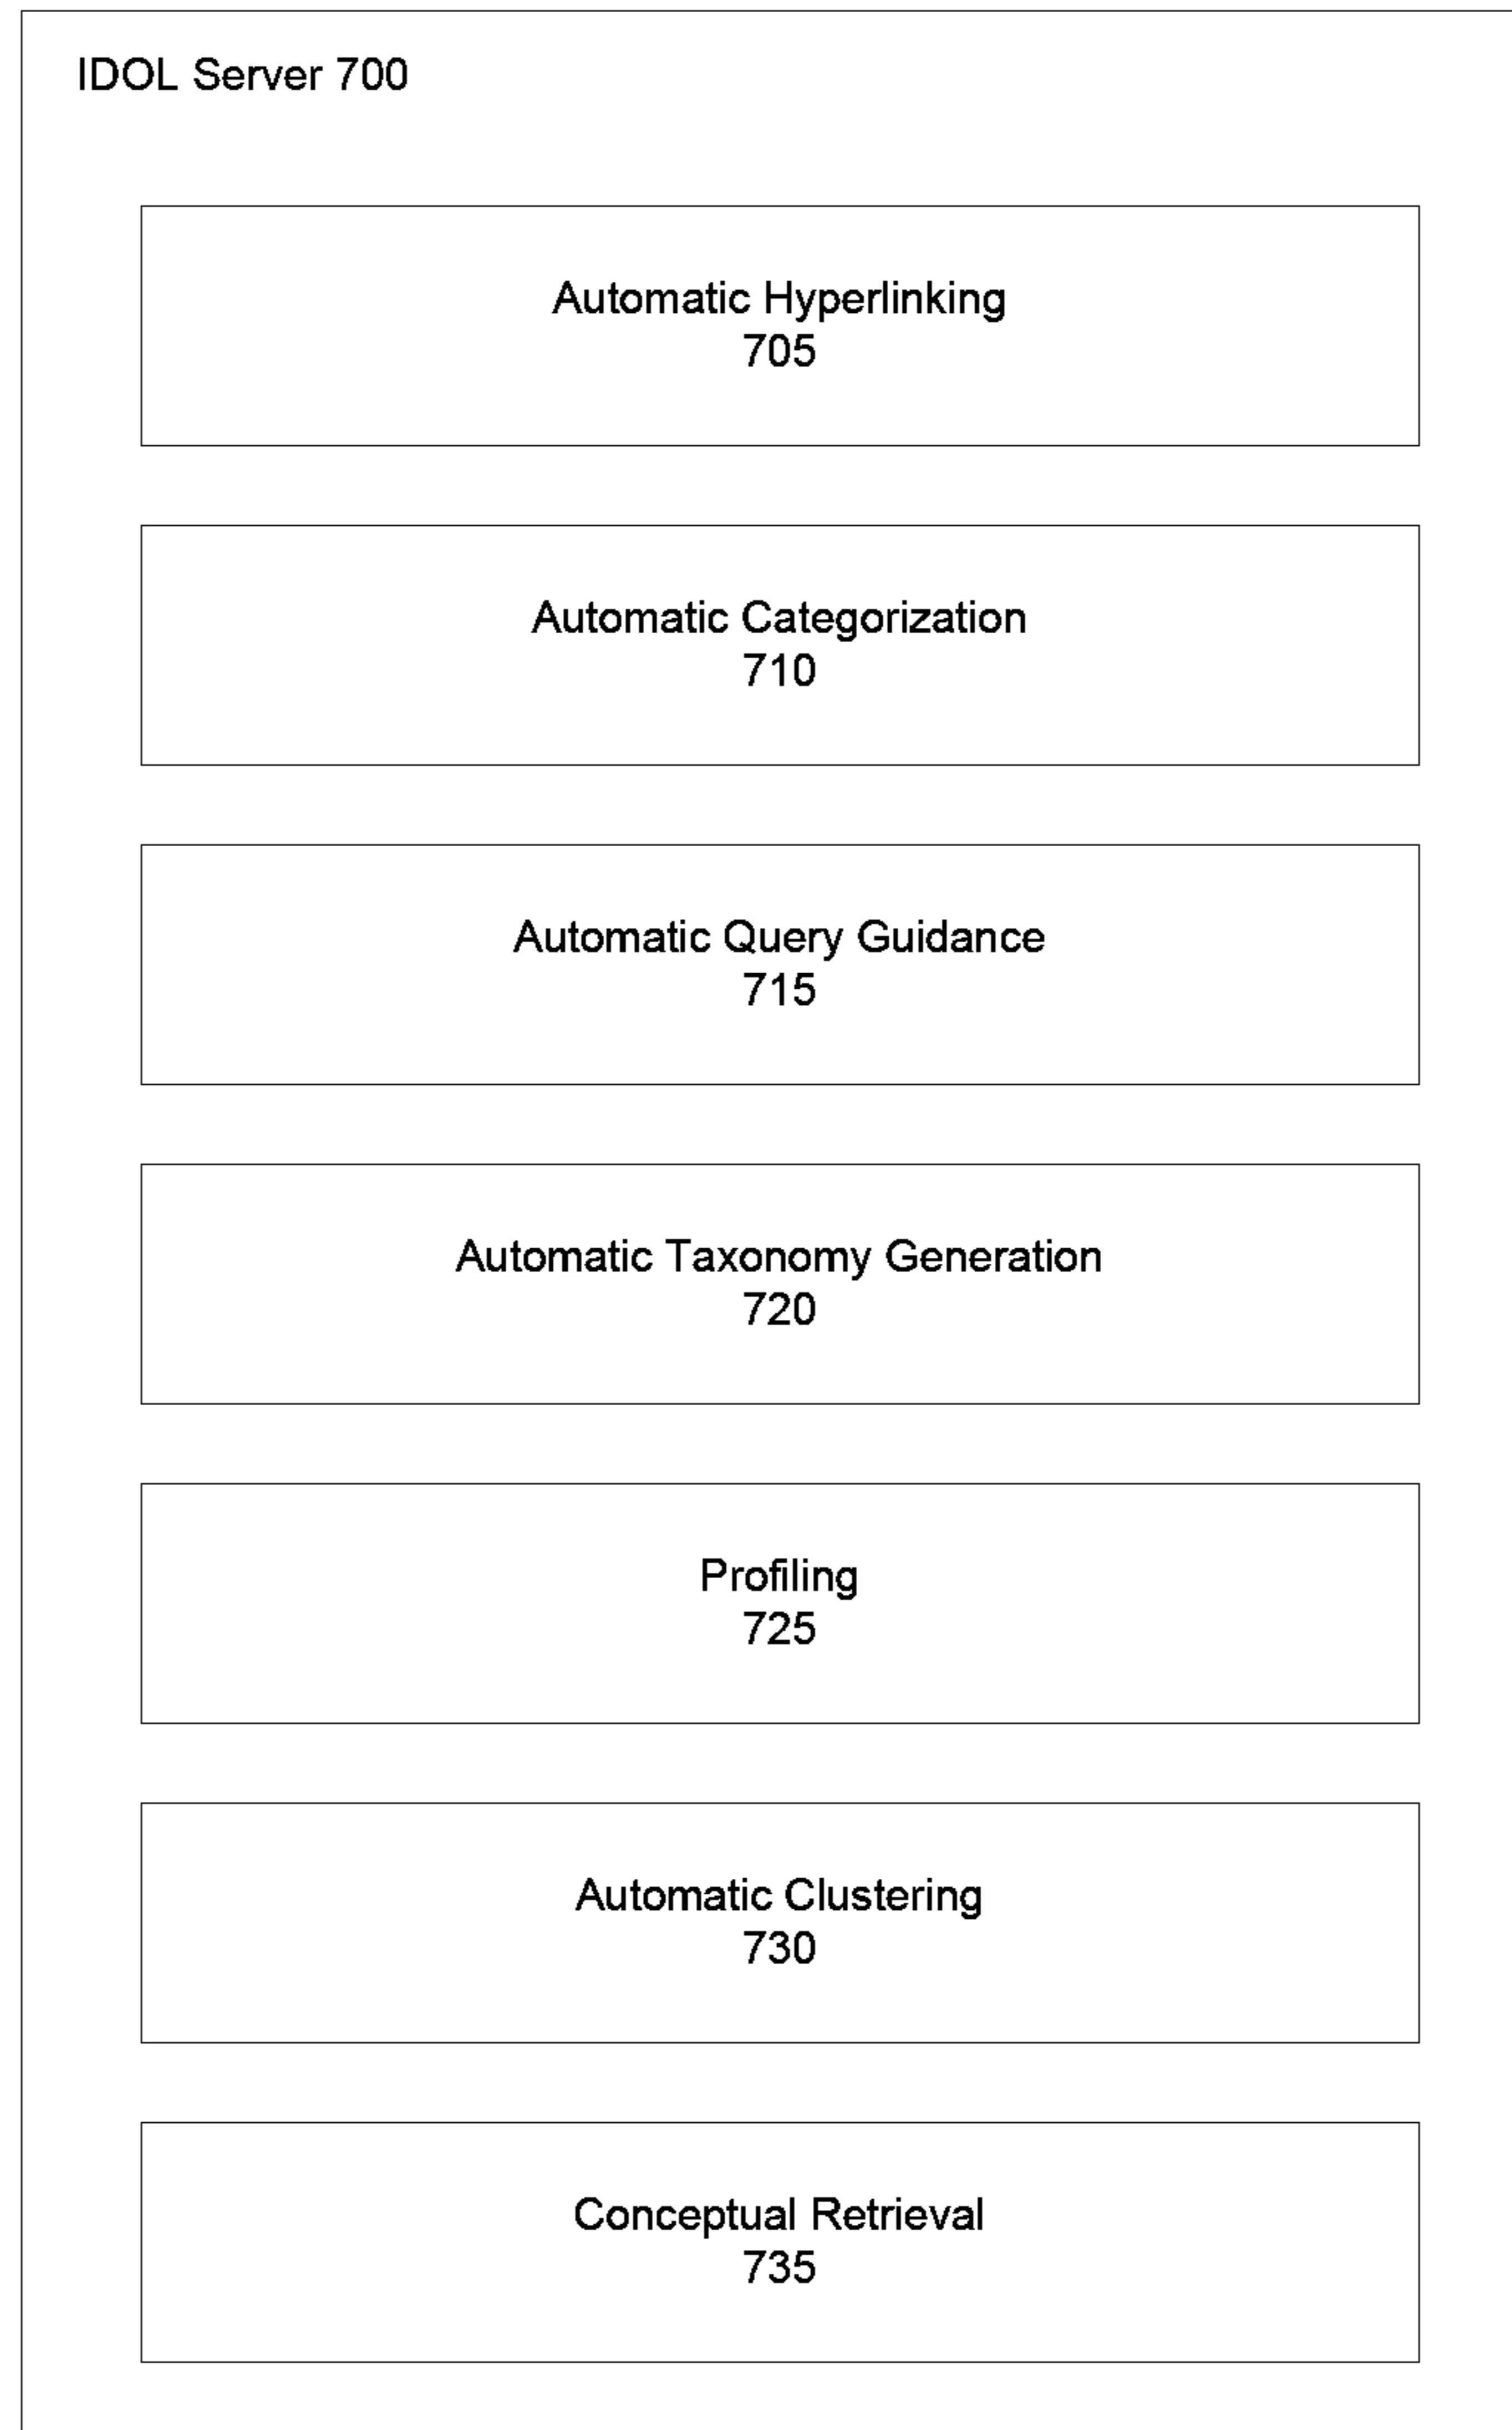 IDOL Server 700
Automatic Hyperlinking
705
Automatic Categorization
710
Automatic Query Guidance
715
Automatic Taxonomy Generation
720
Profiling
725
Automatic Clustering
730
Conceptual Retrieval
735